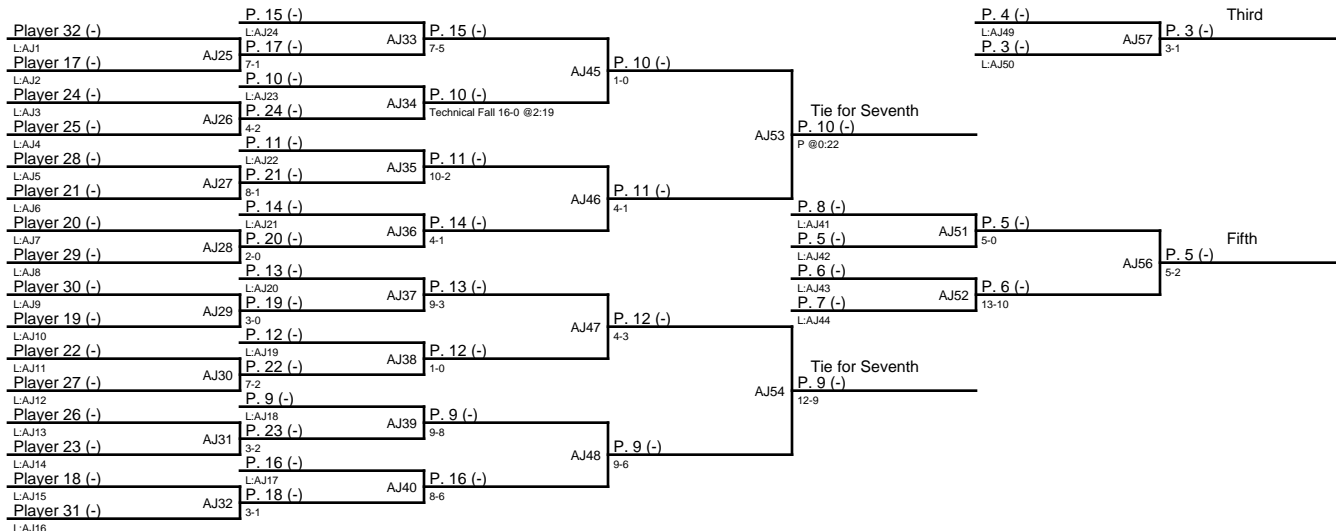 Player 32 (-)
L:AJ1
Player 17 (-)
L:AJ2
Player 24 (-)
L:AJ3
Player 25 (-)
L:AJ4
Player 28 (-)
L:AJ5
Player 21 (-)
L:AJ6
Player 20 (-)
L:AJ7
Player 29 (-)
L:AJ8
Player 30 (-)
L:AJ9
Player 19 (-)
L:AJ10
Player 22 (-)
L:AJ11
Player 27 (-)
L:AJ12
Player 26 (-)
L:AJ13
Player 23 (-)
L:AJ14
Player 18 (-)
L:AJ15
Player 31 (-)
L:AJ16
AJ25
AJ26
AJ27
AJ28
AJ29
AJ30
AJ31
AJ32
P. 15 (-)
L:AJ24
P. 17 (-)
7-1
P. 10 (-)
L:AJ23
P. 24 (-)
4-2
P. 11 (-)
L:AJ22
P. 21 (-)
8-1
P. 14 (-)
L:AJ21
P. 20 (-)
2-0
P. 13 (-)
L:AJ20
P. 19 (-)
3-0
P. 12 (-)
L:AJ19
P. 22 (-)
7-2
P. 9 (-)
L:AJ18
P. 23 (-)
3-2
P. 16 (-)
L:AJ17
P. 18 (-)
3-1
AJ33
AJ34
AJ35
AJ36
AJ37
AJ38
AJ39
AJ40
P. 15 (-)
7-5
P. 10 (-)
Technical Fall 16-0 @2:19
P. 11 (-)
10-2
P. 14 (-)
4-1
P. 13 (-)
9-3
P. 12 (-)
1-0
P. 9 (-)
9-8
P. 16 (-)
8-6
AJ45
AJ46
AJ47
AJ48
P. 10 (-)
1-0
P. 11 (-)
4-1
P. 12 (-)
4-3
P. 9 (-)
9-6
AJ53
AJ54
Tie for Seventh
P. 10 (-)
P @0:22
P. 8 (-)
L:AJ41
P. 5 (-)
L:AJ42
P. 6 (-)
L:AJ43
P. 7 (-)
L:AJ44
Tie for Seventh
P. 9 (-)
12-9
AJ51
AJ52
P. 4 (-)
L:AJ49
P. 3 (-)
L:AJ50
P. 5 (-)
5-0
P. 6 (-)
13-10
AJ57
AJ56
Third
P. 3 (-)
3-1
Fifth
P. 5 (-)
5-2